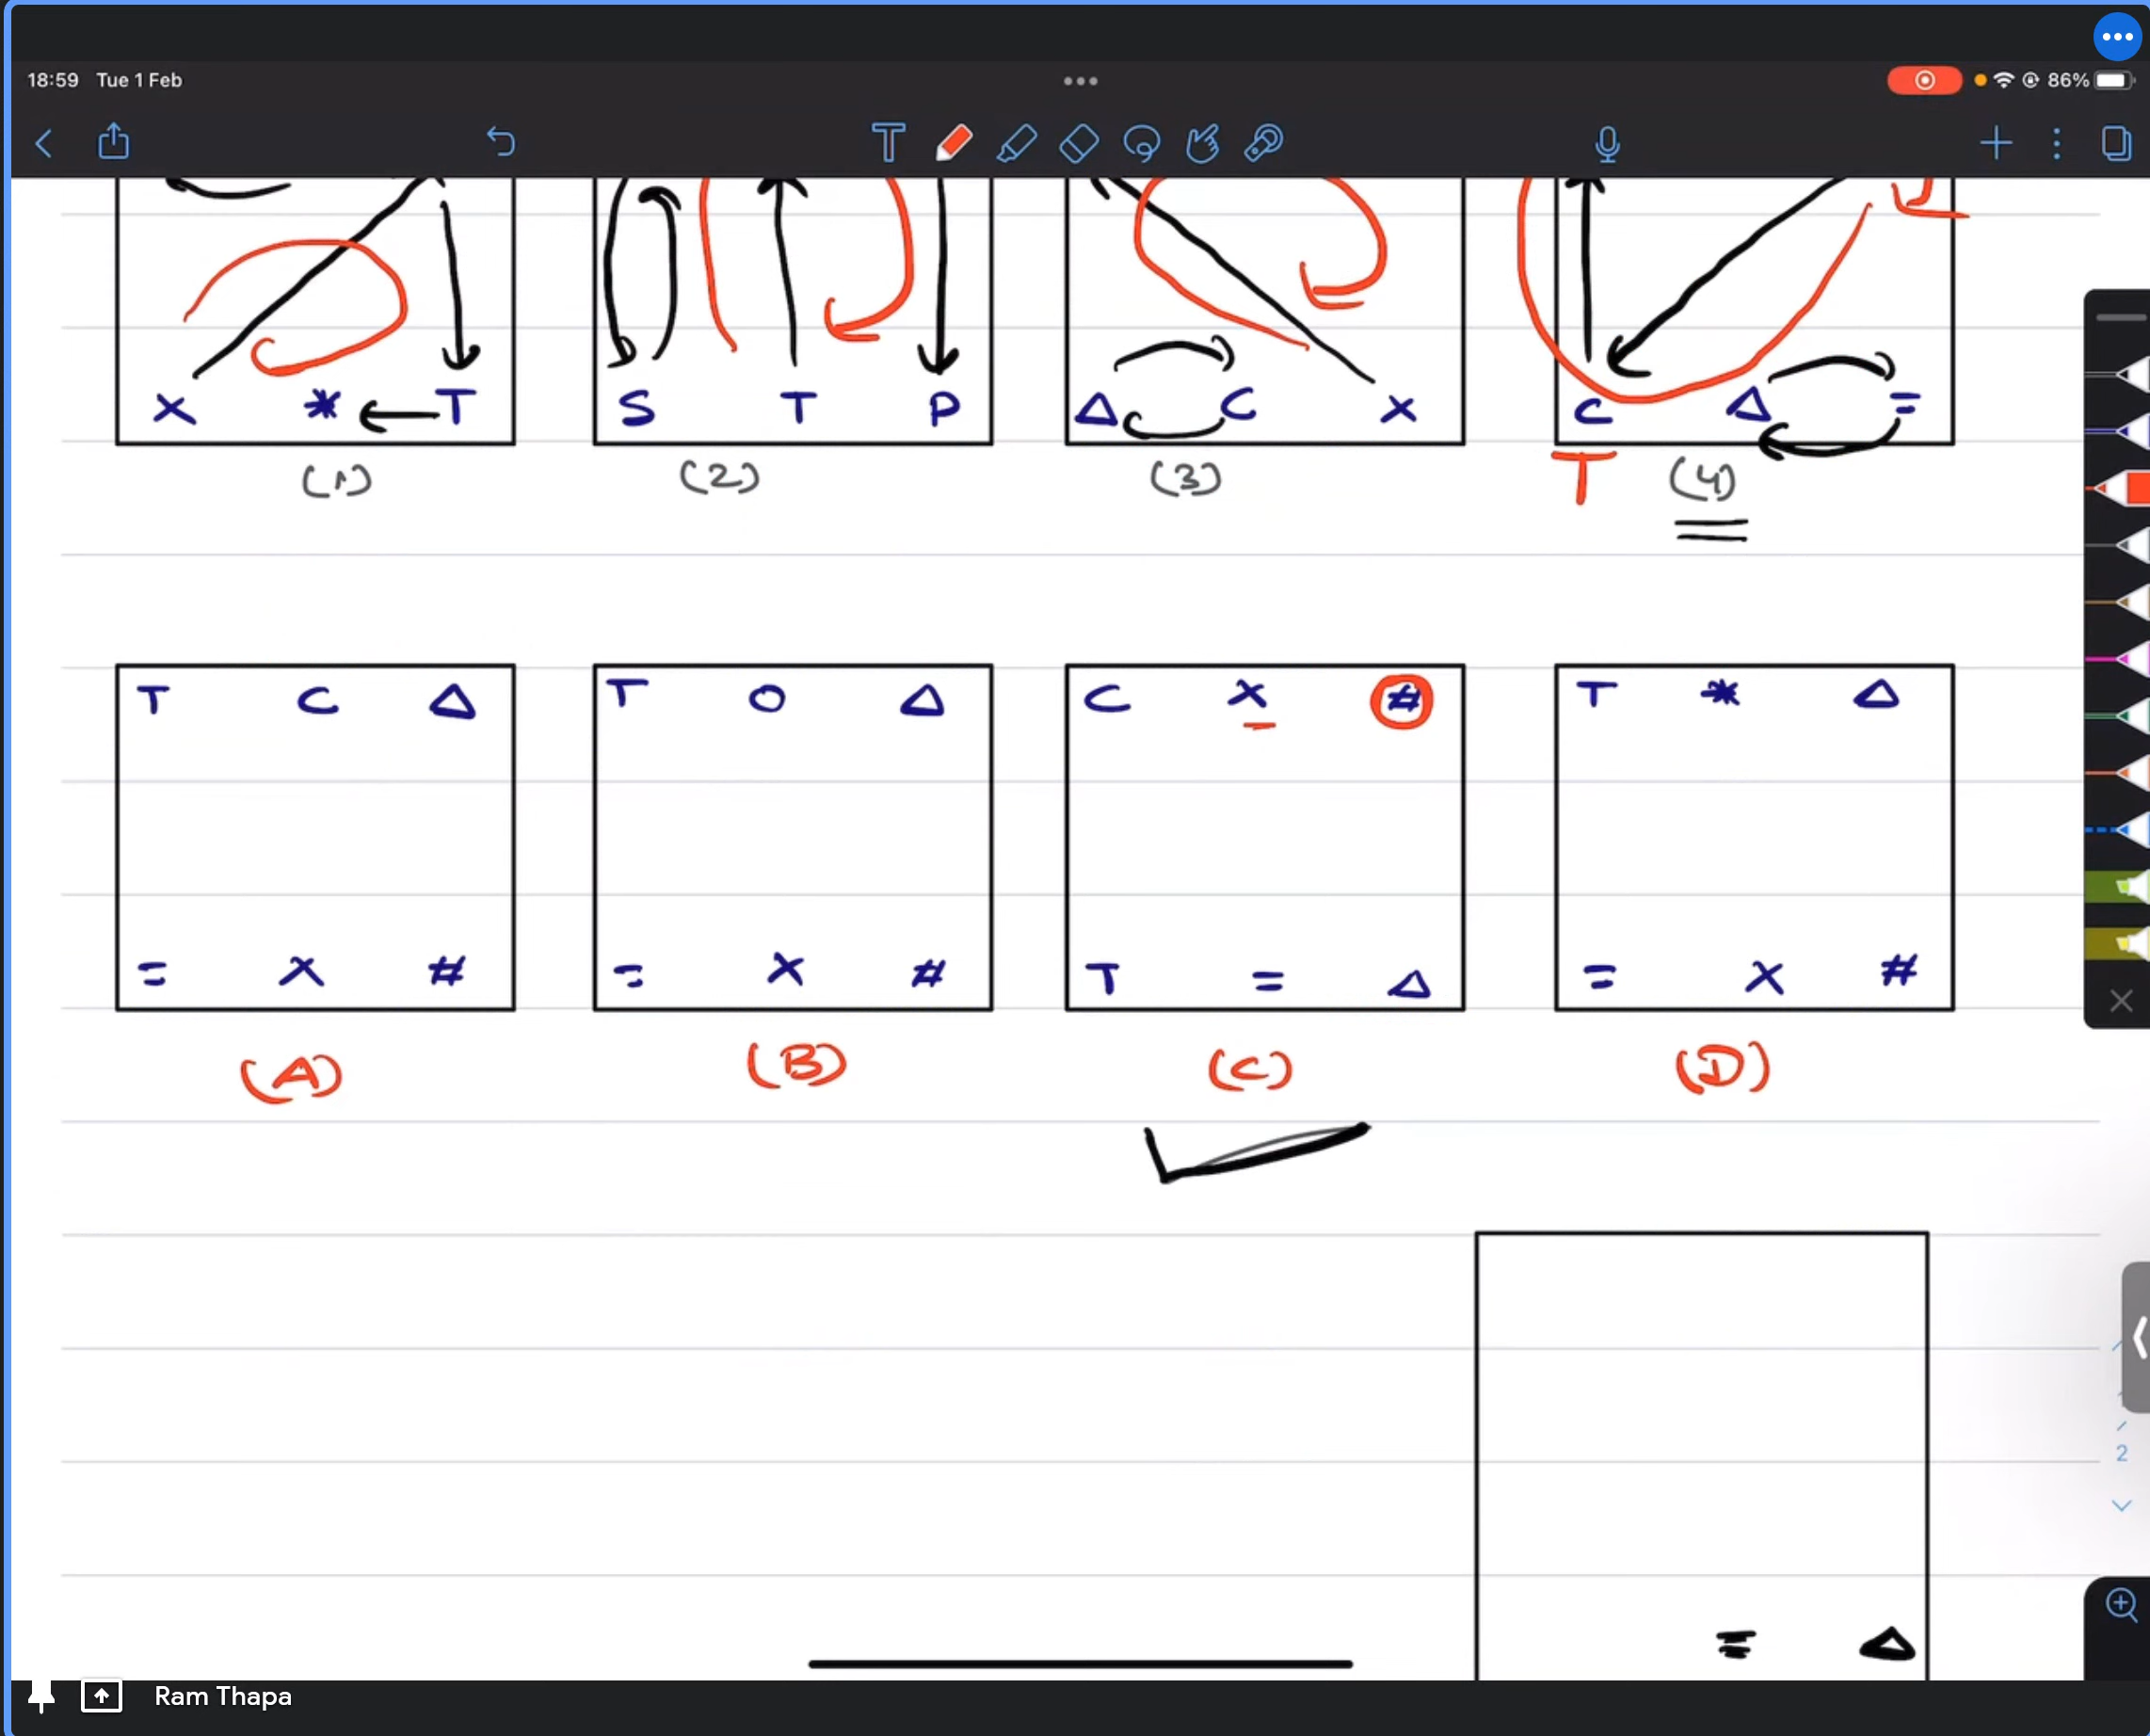 18:59 Tue 1 Feb
86%
T
X * T
S T P
Δ C X
C Δ =
(1) (2) (3) T (4)
T C Δ
= X #
T O Δ
= X #
C X #
T = Δ
T * Δ
= X #
(A) (B) (C) (D)
= Δ
2
Ram Thapa